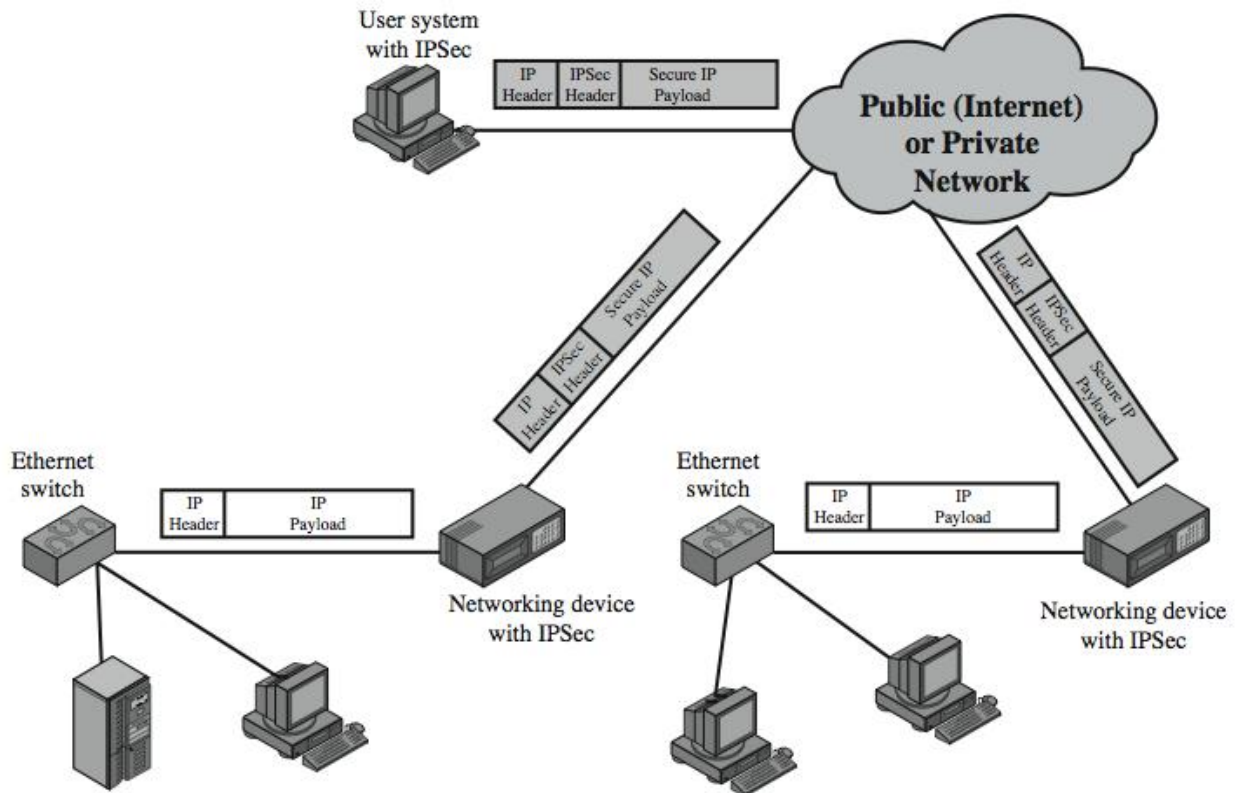 User system
with IPSec
IP
Header
IPSec
Header
Secure IP
Payload
Public (Internet)
or Private
Network
IP
Header
IPSec
Header
Secure IP
Payload
IP
Header
IPSec
Header
Secure IP
Payload
Ethernet
switch
IP
Header
IP
Payload
Networking device
with IPSec
Ethernet
switch
IP
Header
IP
Payload
Networking device
with IPSec